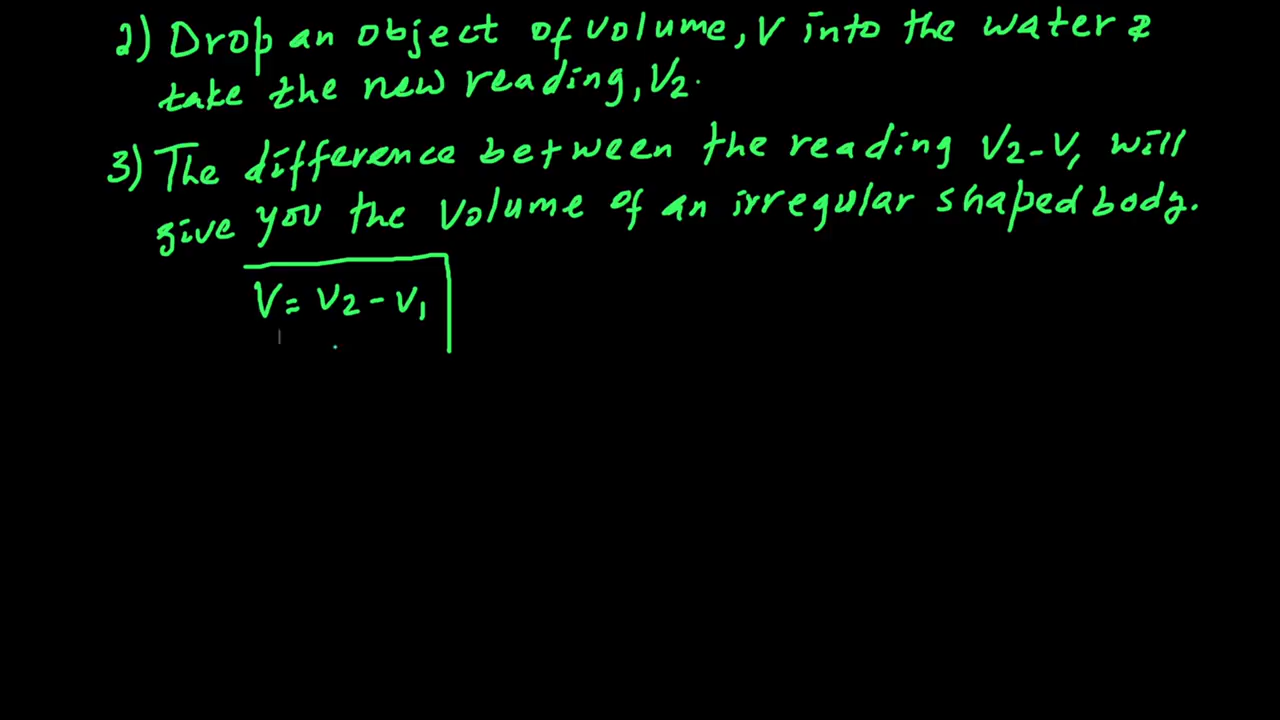 2) Drop an object of volume, V into the water &
take the new reading, V2.
3) The difference between the reading V2-V, will
give you the volume of an irregular shaped body.
V = V2 - V1